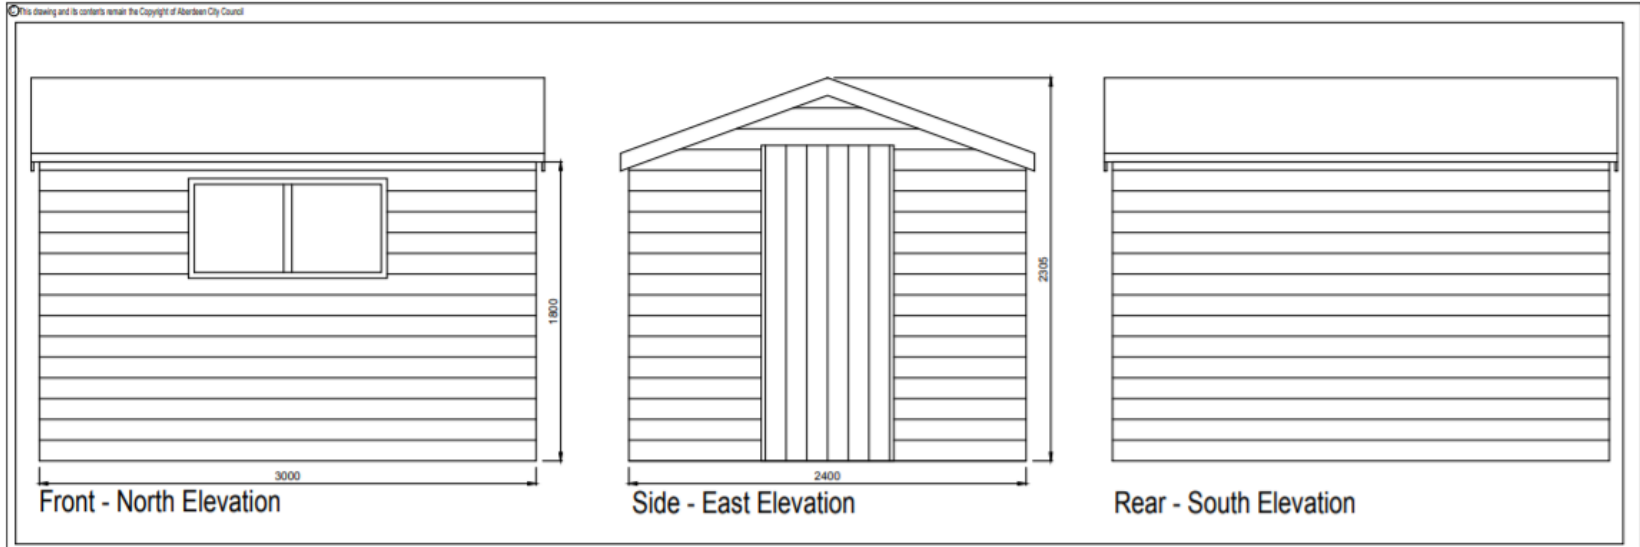 © This drawing and its contents remain the Copyright of Aberdeen City Council
1800
3000
Front - North Elevation
2305
2400
Side - East Elevation
Rear - South Elevation